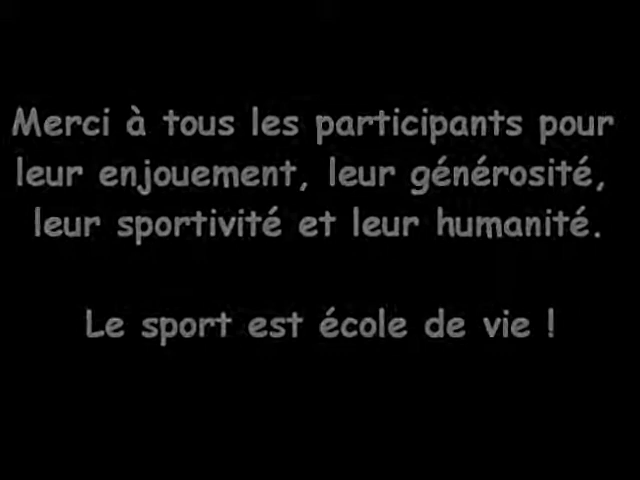 Merci à tous les participants pour
leur enjouement, leur générosité,
leur sportivité et leur humanité.
Le sport est école de vie !